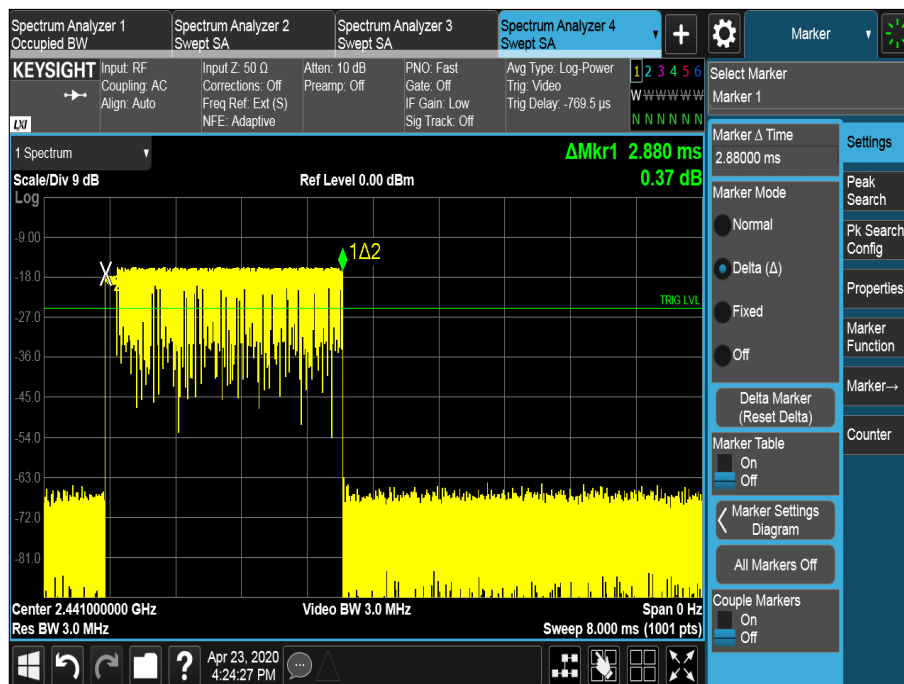 Spectrum Analyzer 1
Occupied BW
Spectrum Analyzer 2
Swept SA
Spectrum Analyzer 3
Swept SA
Spectrum Analyzer 4
Swept SA
Marker
KEYSIGHT
LXI
Input: RF
Coupling: AC
Align: Auto
Input Z: 50 Ω
Corrections: Off
Freq Ref: Ext (S)
NFE: Adaptive
Atten: 10 dB
Preamp: Off
PNO: Fast
Gate: Off
IF Gain: Low
Sig Track: Off
Avg Type: Log-Power
Trig: Video
Trig Delay: -769.5 µs
1 2 3 4 5 6
W W W W W W
N N N N N N
Select Marker
Marker 1
1 Spectrum
ΔMkr1 2.880 ms
0.37 dB
Scale/Div 9 dB
Ref Level 0.00 dBm
Log
-9.00
-18.0
-27.0
-36.0
-45.0
-54.0
-63.0
-72.0
-81.0
1Δ2
TRIG LVL
Center 2.441000000 GHz
Video BW 3.0 MHz
Span 0 Hz
Res BW 3.0 MHz
Sweep 8.000 ms (1001 pts)
Marker Δ Time
2.88000 ms
Marker Mode
Normal
Delta (Δ)
Fixed
Off
Delta Marker
(Reset Delta)
Marker Table
On
Off
Marker Settings
Diagram
All Markers Off
Couple Markers
On
Off
Settings
Peak
Search
Pk Search
Config
Properties
Marker
Function
Marker→
Counter
?
Apr 23, 2020
4:24:27 PM